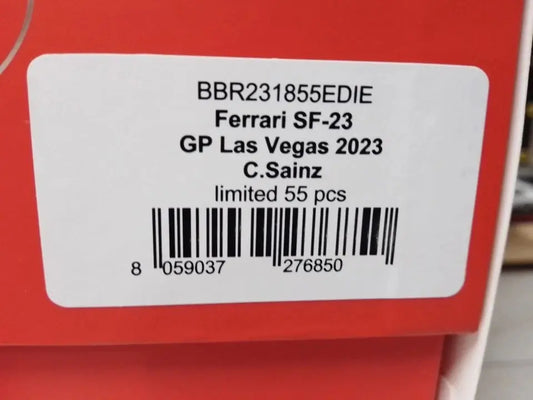 BBR231855EDIE
Ferrari SF-23
GP Las Vegas 2023
C.Sainz
limited 55 pcs
8 059037 276850